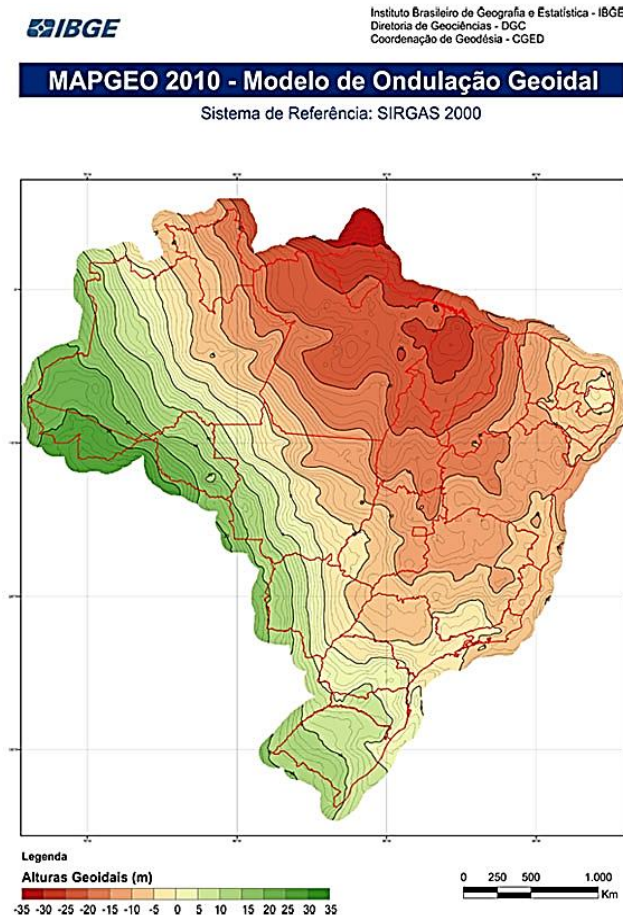 IBGE
Instituto Brasileiro de Geografia e Estatística - IBGE
Diretoria de Geociências - DGC
Coordenação de Geodésia - CGED
MAPGEO 2010 - Modelo de Ondulação Geoidal
Sistema de Referência: SIRGAS 2000
Legenda
Alturas Geoidais (m)
-35 -30 -25 -20 -15 -10 -5 0 5 10 15 20 25 30 35
0 250 500 1.000
Km